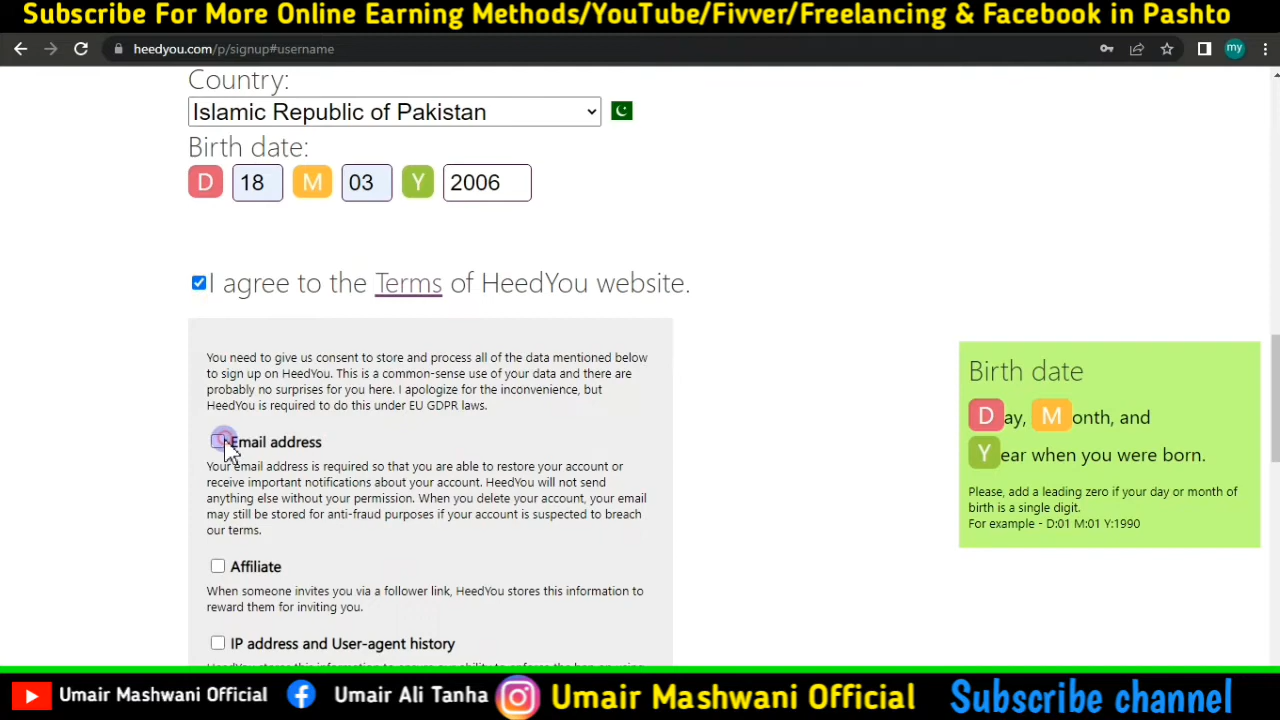 Subscribe For More Online Earning Methods/YouTube/Fivver/Freelancing & Facebook in Pashto
heedyou.com/p/signup#username
my
Country:
Islamic Republic of Pakistan
Birth date:
D 18 M 03 Y 2006
I agree to the Terms of HeedYou website.
You need to give us consent to store and process all of the data mentioned below
to sign up on HeedYou. This is a common-sense use of your data and there are
probably no surprises for you here. I apologize for the inconvenience, but
HeedYou is required to do this under EU GDPR laws.
Email address
Your email address is required so that you are able to restore your account or
receive important notifications about your account. HeedYou will not send
anything else without your permission. When you delete your account, your email
may still be stored for anti-fraud purposes if your account is suspected to breach
our terms.
Affiliate
When someone invites you via a follower link, HeedYou stores this information to
reward them for inviting you.
IP address and User-agent history
Birth date
Day, Month, and
Year when you were born.
Please, add a leading zero if your day or month of
birth is a single digit.
For example - D:01 M:01 Y:1990
Umair Mashwani Official Umair Ali Tanha Umair Mashwani Official Subscribe channel